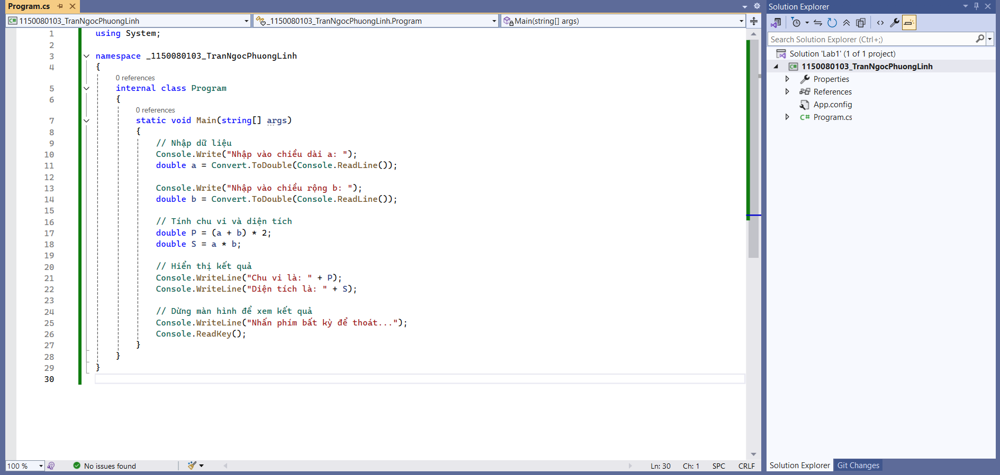 Program.cs
1150080103_TranNgocPhuongLinh
_1150080103_TranNgocPhuongLinh.Program
Main(string[] args)
1 using System;
2
3 namespace _1150080103_TranNgocPhuongLinh
4 {
0 references
5 internal class Program
6 {
0 references
7 static void Main(string[] args)
8 {
9 // Nhập dữ liệu
10 Console.Write("Nhập vào chiều dài a: ");
11 double a = Convert.ToDouble(Console.ReadLine());
12
13 Console.Write("Nhập vào chiều rộng b: ");
14 double b = Convert.ToDouble(Console.ReadLine());
15
16 // Tính chu vi và diện tích
17 double P = (a + b) * 2;
18 double S = a * b;
19
20 // Hiển thị kết quả
21 Console.WriteLine("Chu vi là: " + P);
22 Console.WriteLine("Diện tích là: " + S);
23
24 // Dừng màn hình để xem kết quả
25 Console.WriteLine("Nhấn phím bất kỳ để thoát...");
26 Console.ReadKey();
27 }
28 }
29 }
30
100 %
No issues found
Ln: 30
Ch: 1
SPC
CRLF
Solution Explorer
Search Solution Explorer (Ctrl+;)
Solution 'Lab1' (1 of 1 project)
C# 1150080103_TranNgocPhuongLinh
Properties
References
App.config
C# Program.cs
Solution Explorer
Git Changes